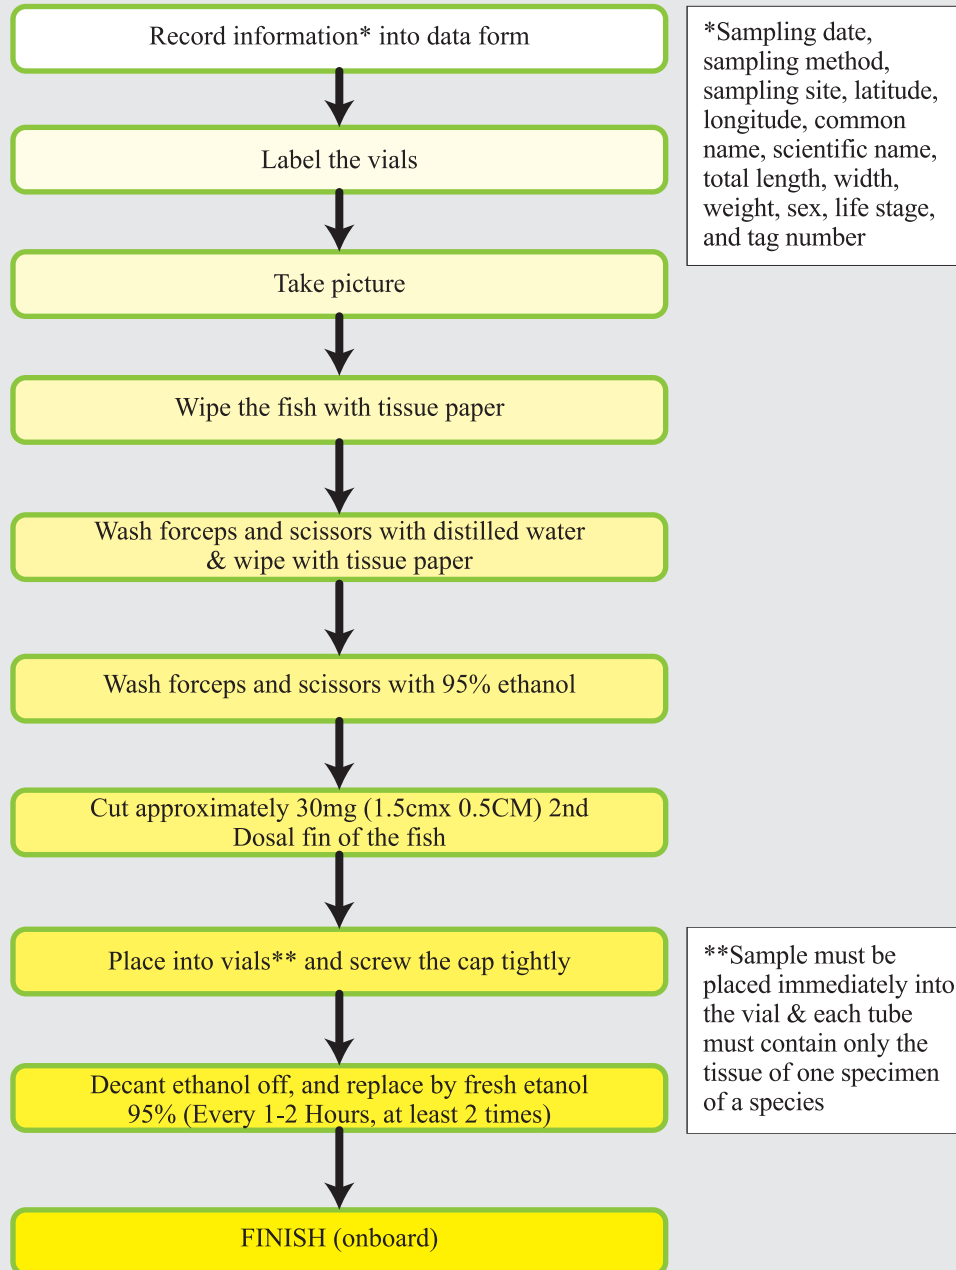 Record information* into data form
*Sampling date,
sampling method,
sampling site, latitude,
longitude, common
name, scientific name,
total length, width,
weight, sex, life stage,
and tag number
Label the vials
Take picture
Wipe the fish with tissue paper
Wash forceps and scissors with distilled water
& wipe with tissue paper
Wash forceps and scissors with 95% ethanol
Cut approximately 30mg (1.5cmx 0.5CM) 2nd
Dosal fin of the fish
Place into vials** and screw the cap tightly
**Sample must be
placed immediately into
the vial & each tube
must contain only the
tissue of one specimen
of a species
Decant ethanol off, and replace by fresh etanol
95% (Every 1-2 Hours, at least 2 times)
FINISH (onboard)